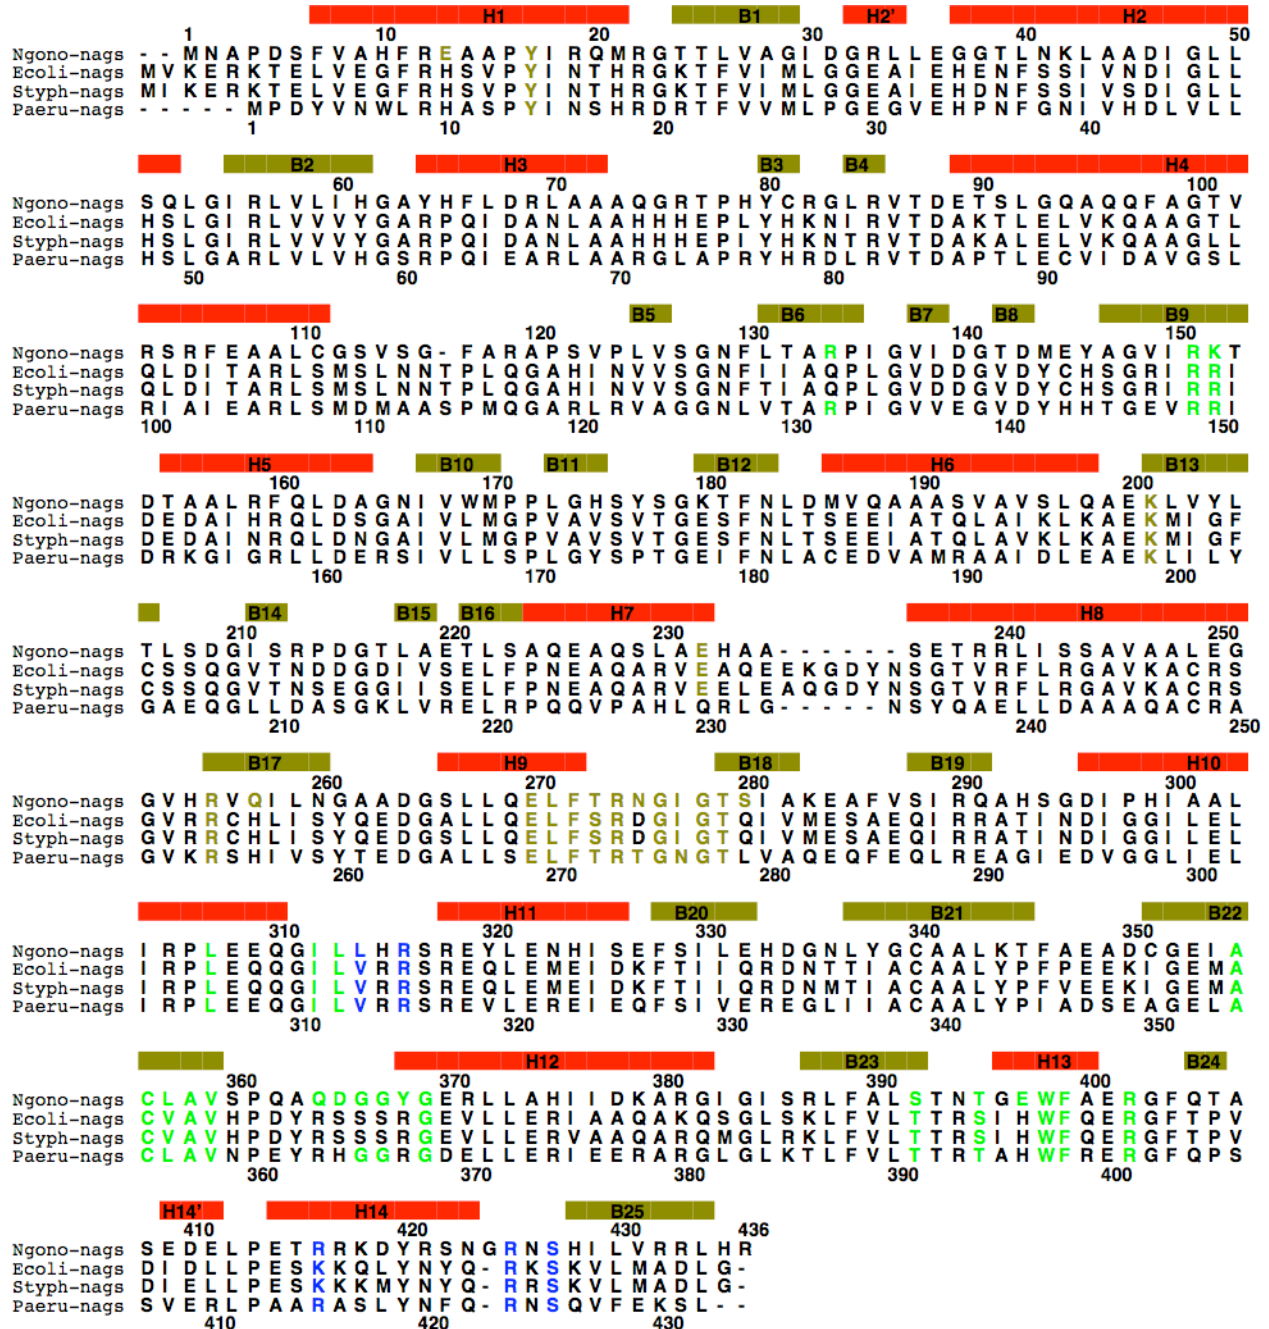 H1 B1 H2' H2
1 10 20 30 40 50
Ngono-nags - - M N A P D S F V A H F R E A A P Y I R Q M R G T T L V A G I D G R L L E G G T L N K L A A D I G L L
Ecoli-nags M V K E R K T E L V E G F R H S V P Y I N T H R G K T F V I M L G G E A I E H E N F S S I V N D I G L L
Styph-nags M I K E R K T E L V E G F R H S V P Y I N T H R G K T F V I M L G G E A I E H D N F S S I V S D I G L L
Paeru-nags - - - - - M P D Y V N W L R H A S P Y I N S H R D R T F V V M L P G E G V E H P N F G N I V H D L V L L
1 10 20 30 40
B2 H3 B3 B4 H4
60 70 80 90 100
Ngono-nags S Q L G I R L V L I H G A Y H F L D R L A A A Q G R T P H Y C R G L R V T D E T S L G Q A Q Q F A G T V
Ecoli-nags H S L G I R L V V V Y G A R P Q I D A N L A A H H H E P L Y H K N I R V T D A K T L E L V K Q A A G T L
Styph-nags H S L G I R L V V V Y G A R P Q I D A N L A A H H H E P I Y H K N T R V T D A K A L E L V K Q A A G L L
Paeru-nags H S L G A R L V L V H G S R P Q I E A R L A A R G L A P R Y H R D L R V T D A P T L E C V I D A V G S L
50 60 70 80 90
B5 B6 B7 B8 B9
110 120 130 140 150
Ngono-nags R S R F E A A L C G S V S G - F A R A P S V P L V S G N F L T A R P I G V I D G T D M E Y A G V I R K T
Ecoli-nags Q L D I T A R L S M S L N N T P L Q G A H I N V V S G N F I I A Q P L G V D D G V D Y C H S G R I R R I
Styph-nags Q L D I T A R L S M S L N N T P L Q G A H I N V V S G N F T I A Q P L G V D D G V D Y C H S G R I R R I
Paeru-nags R I A I E A R L S M D M A A S P M Q G A R L R V A G G N L V T A R P I G V V E G V D Y H H T G E V R R I
100 110 120 130 140 150
H5 B10 B11 B12 H6 B13
160 170 180 190 200
Ngono-nags D T A A L R F Q L D A G N I V W M P P L G H S Y S G K T F N L D M V Q A A A S V A V S L Q A E K L V Y L
Ecoli-nags D E D A I H R Q L D S G A I V L M G P V A V S V T G E S F N L T S E E I A T Q L A I K L K A E K M I G F
Styph-nags D E D A I N R Q L D N G A I V L M G P V A V S V T G E S F N L T S E E I A T Q L A V K L K A E K M I G F
Paeru-nags D R K G I G R L L D E R S I V L L S P L G Y S P T G E I F N L A C E D V A M R A A I D L E A E K L I L Y
160 170 180 190 200
B14 B15 B16 H7 H8
210 220 230 240 250
Ngono-nags T L S D G I S R P D G T L A E T L S A Q E A Q S L A E H A A - - - - - - S E T R R L I S S A V A A L E G
Ecoli-nags C S S Q G V T N D D G D I V S E L F P N E A Q A R V E A Q E E K G D Y N S G T V R F L R G A V K A C R S
Styph-nags C S S Q G V T N S E G G I I S E L F P N E A Q A R V E E L E A Q G D Y N S G T V R F L R G A V K A C R S
Paeru-nags G A E Q G L L D A S G K L V R E L R P Q Q V P A H L Q R L G - - - - - N S Y Q A E L L D A A A Q A C R A
210 220 230 240 250
B17 H9 B18 B19 H10
260 270 280 290 300
Ngono-nags G V H R V Q I L N G A A D G S L L Q E L F T R N G I G T S I A K E A F V S I R Q A H S G D I P H I A A L
Ecoli-nags G V R R C H L I S Y Q E D G A L L Q E L F S R D G I G T Q I V M E S A E Q I R R A T I N D I G G I L E L
Styph-nags G V R R C H L I S Y Q E D G S L L Q E L F S R D G I G T Q I V M E S A E Q I R R A T I N D I G G I L E L
Paeru-nags G V K R S H I V S Y T E D G A L L S E L F T R T G N G T L V A Q E Q F E Q L R E A G I E D V G G L I E L
260 270 280 290 300
H11 B20 B21 B22
310 320 330 340 350
Ngono-nags I R P L E E Q G I L L H R S R E Y L E N H I S E F S I L E H D G N L Y G C A A L K T F A E A D C G E I A
Ecoli-nags I R P L E Q Q G I L V R R S R E Q L E M E I D K F T I I Q R D N T T I A C A A L Y P F P E E K I G E M A
Styph-nags I R P L E Q Q G I L V R R S R E Q L E M E I D K F T I I Q R D N M T I A C A A L Y P F V E E K I G E M A
Paeru-nags I R P L E E Q G I L V R R S R E V L E R E I E Q F S I V E R E G L I I A C A A L Y P I A D S E A G E L A
310 320 330 340 350
H12 B23 H13 B24
360 370 380 390 400
Ngono-nags C L A V S P Q A Q D G G Y G E R L L A H I I D K A R G I G I S R L F A L S T N T G E W F A E R G F Q T A
Ecoli-nags C V A V H P D Y R S S S R G E V L L E R I A A Q A K Q S G L S K L F V L T T R S I H W F Q E R G F T P V
Styph-nags C V A V H P D Y R S S S R G E V L L E R V A A Q A R Q M G L R K L F V L T T R S I H W F Q E R G F T P V
Paeru-nags C L A V N P E Y R H G G R G D E L L E R I E E R A R G L G L K T L F V L T T R T A H W F R E R G F Q P S
360 370 380 390 400
H14' H14 B25
410 420 430 436
Ngono-nags S E D E L P E T R R K D Y R S N G R N S H I L V R R L H R
Ecoli-nags D I D L L P E S K K Q L Y N Y Q - R K S K V L M A D L G -
Styph-nags D I E L L P E S K K K M Y N Y Q - R R S K V L M A D L G -
Paeru-nags S V E R L P A A R A S L Y N F Q - R N S Q V F E K S L - -
410 420 430